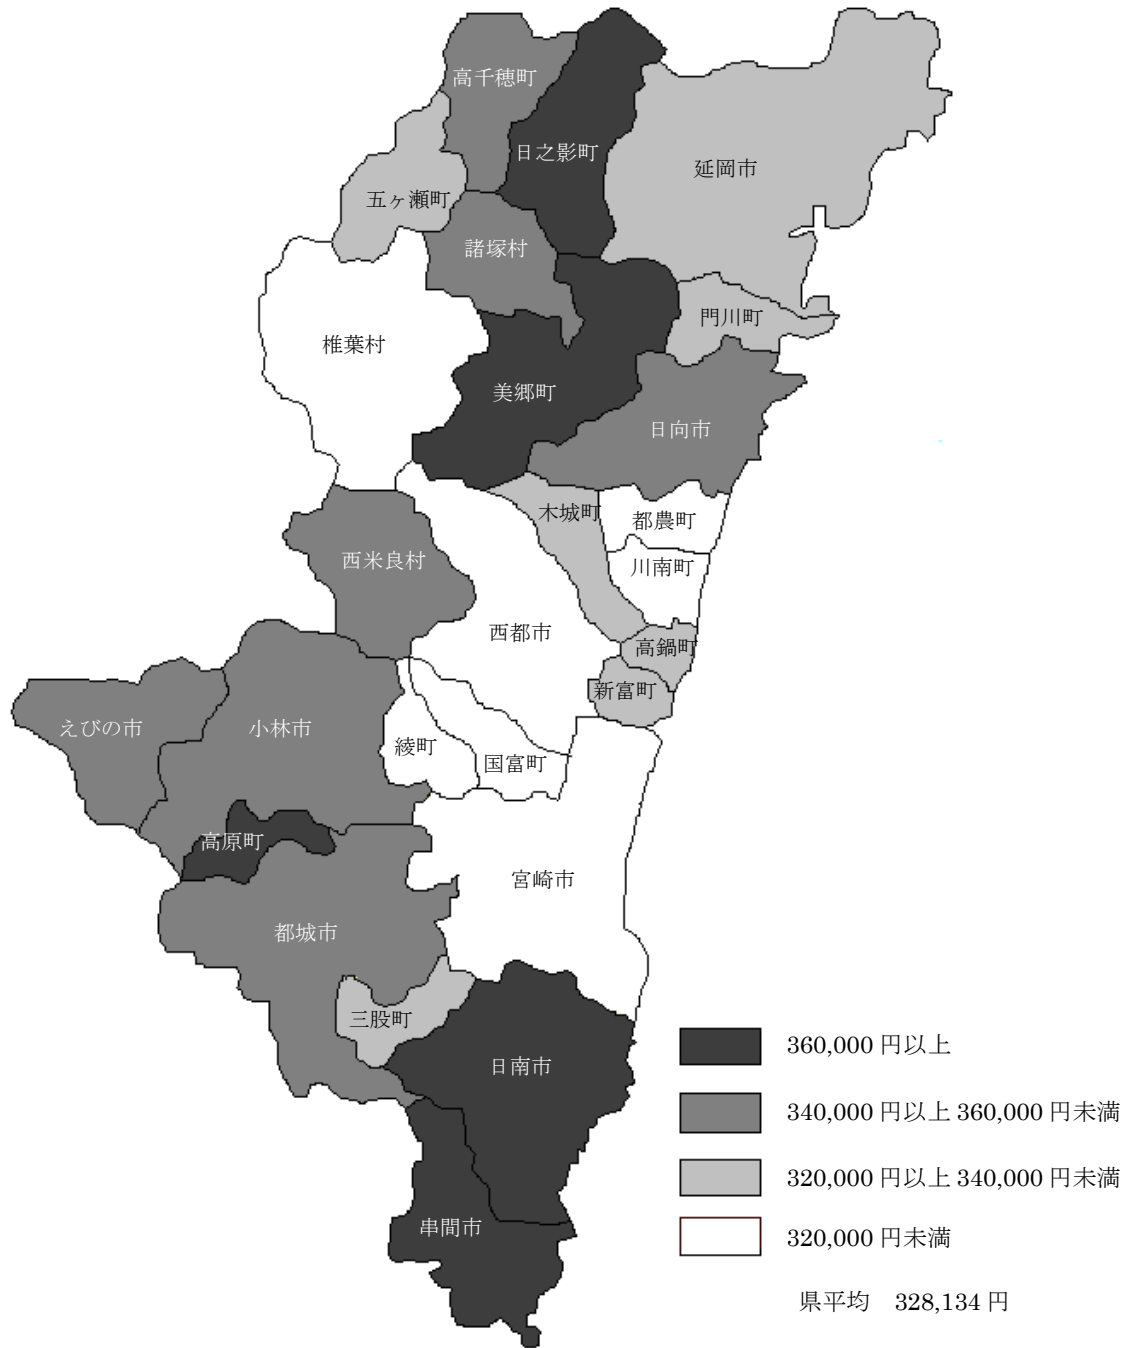 高千穂町
日之影町
延岡市
五ヶ瀬町
諸塚村
門川町
椎葉村
美郷町
日向市
木城町
都農町
西米良村
川南町
西都市
高鍋町
新富町
えびの市
小林市
綾町
国富町
高原町
宮崎市
都城市
三股町
日南市
串間市
360,000 円以上
340,000 円以上 360,000 円未満
320,000 円以上 340,000 円未満
320,000 円未満
県平均 328,134 円